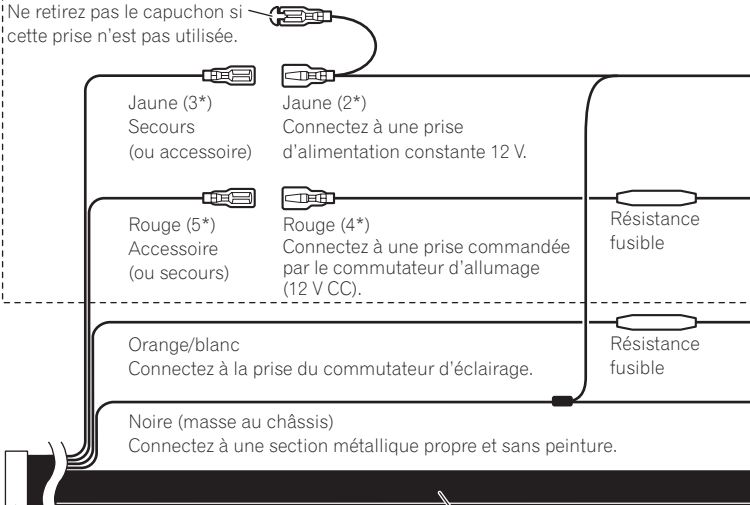 Ne retirez pas le capuchon si
cette prise n'est pas utilisée.
Jaune (3*)
Secours
(ou accessoire)
Jaune (2*)
Connectez à une prise
d'alimentation constante 12 V.
Rouge (5*)
Accessoire
(ou secours)
Rouge (4*)
Connectez à une prise commandée
par le commutateur d'allumage
(12 V CC).
Résistance
fusible
Orange/blanc
Connectez à la prise du commutateur d'éclairage.
Résistance
fusible
Noire (masse au châssis)
Connectez à une section métallique propre et sans peinture.